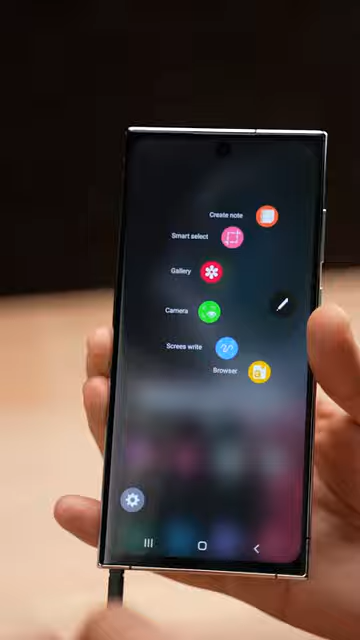 Create note
Smart select
Gallery
Camera
Screen write
Browser